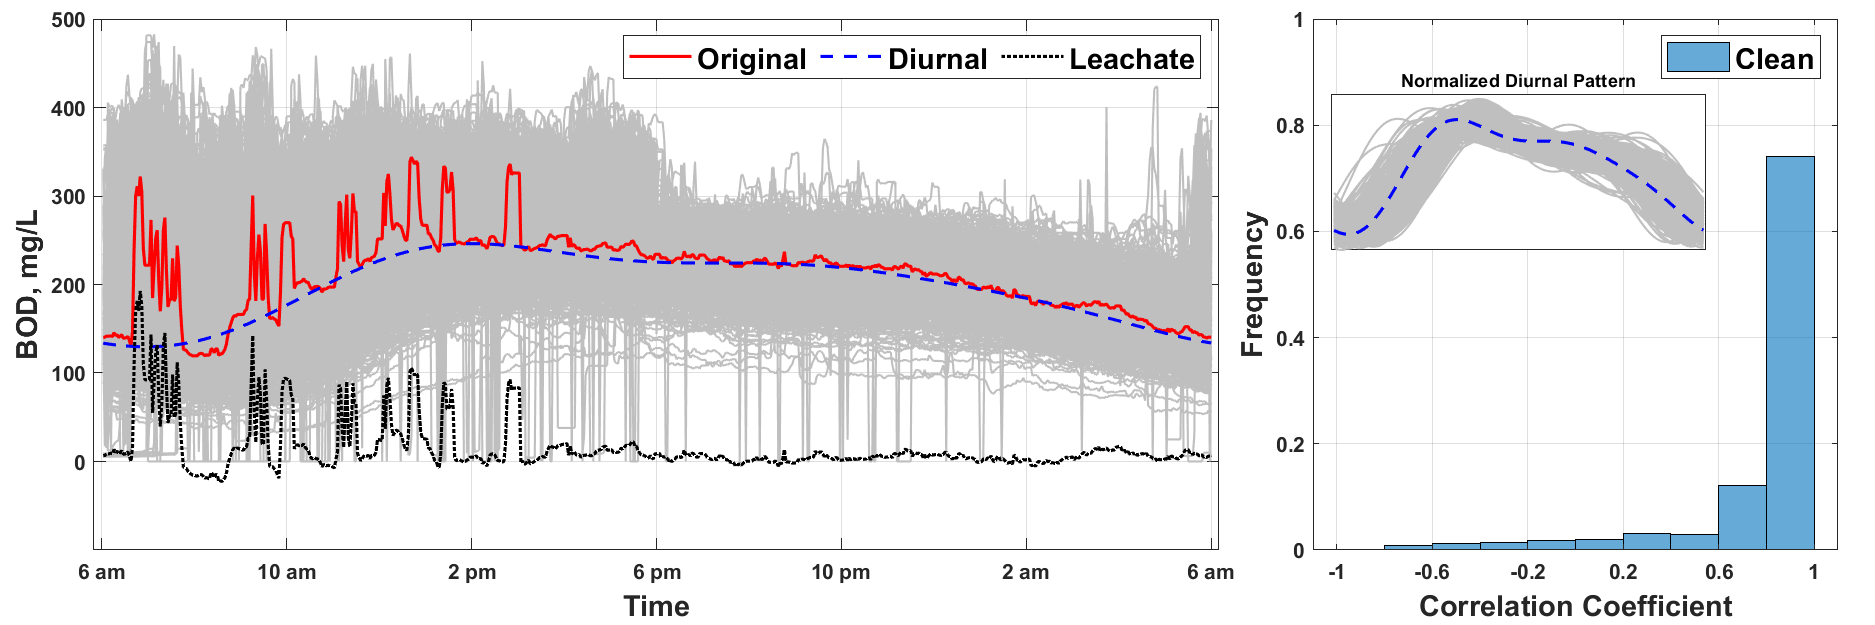 500
400
300
200
100
0
BOD, mg/L
Original
Diurnal
Leachate
6 am
10 am
2 pm
6 pm
10 pm
2 am
6 am
Time
1
0.8
0.6
0.4
0.2
0
Frequency
Clean
Normalized Diurnal Pattern
-1
-0.6
-0.2
0.2
0.6
1
Correlation Coefficient